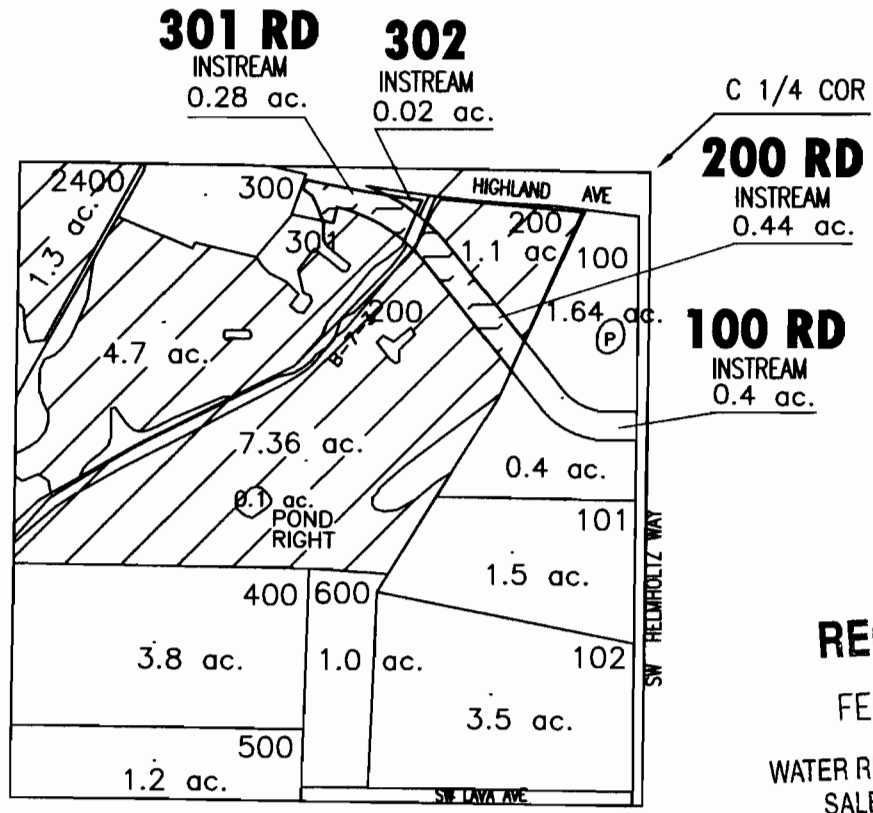 301 RD
INSTREAM
0.28 ac.
302
INSTREAM
0.02 ac.
C 1/4 COR
200 RD
INSTREAM
0.44 ac.
100 RD
INSTREAM
0.4 ac.
HIGHLAND AVE
2400
1.3 ac.
300
301
200
1.1 ac.
100
1.64 ac.
P
200
4.7 ac.
7.36 ac.
0.1 ac.
POND
RIGHT
0.4 ac.
101
1.5 ac.
SW HELMHOLTZ WAY
400
3.8 ac.
600
1.0 ac.
102
3.5 ac.
500
1.2 ac.
SW LAVA AVE
FE
WATER R
SALE